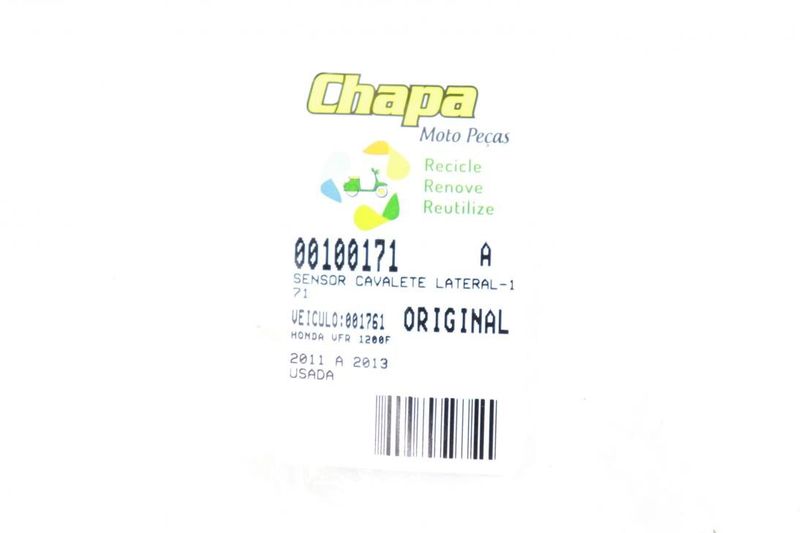 Chapa
Moto Peças
Recicle
Renove
Reutilize
00100171 A
SENSOR CAVALETE LATERAL-1
71
VEICULO:001761 ORIGINAL
HONDA VFR 1200F
2011 A 2013
USADA